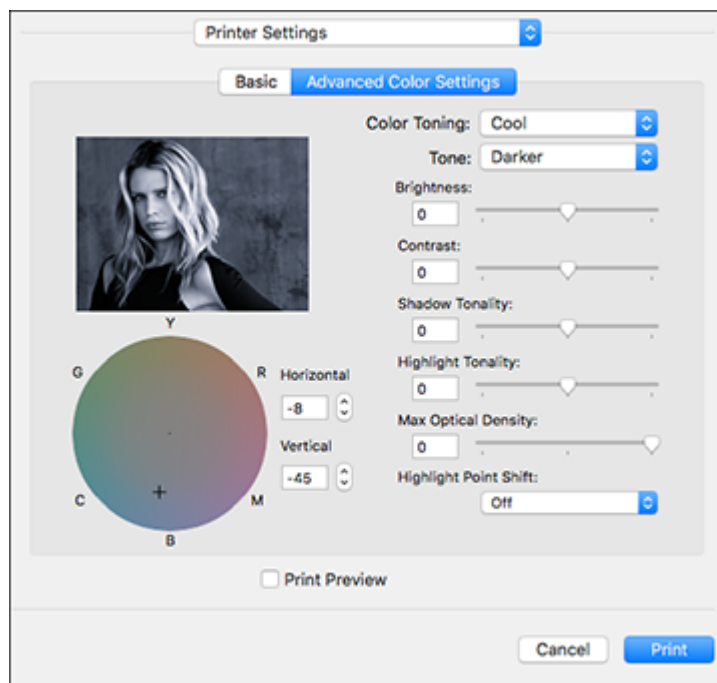 Printer Settings
Basic Advanced Color Settings
Color Toning: Cool
Tone: Darker
Brightness:
0
Contrast:
0
Shadow Tonality:
0
Highlight Tonality:
0
Max Optical Density:
0
Highlight Point Shift:
Off
Y
G R
C M
B
Horizontal
-8
Vertical
-45
Print Preview
Cancel Print